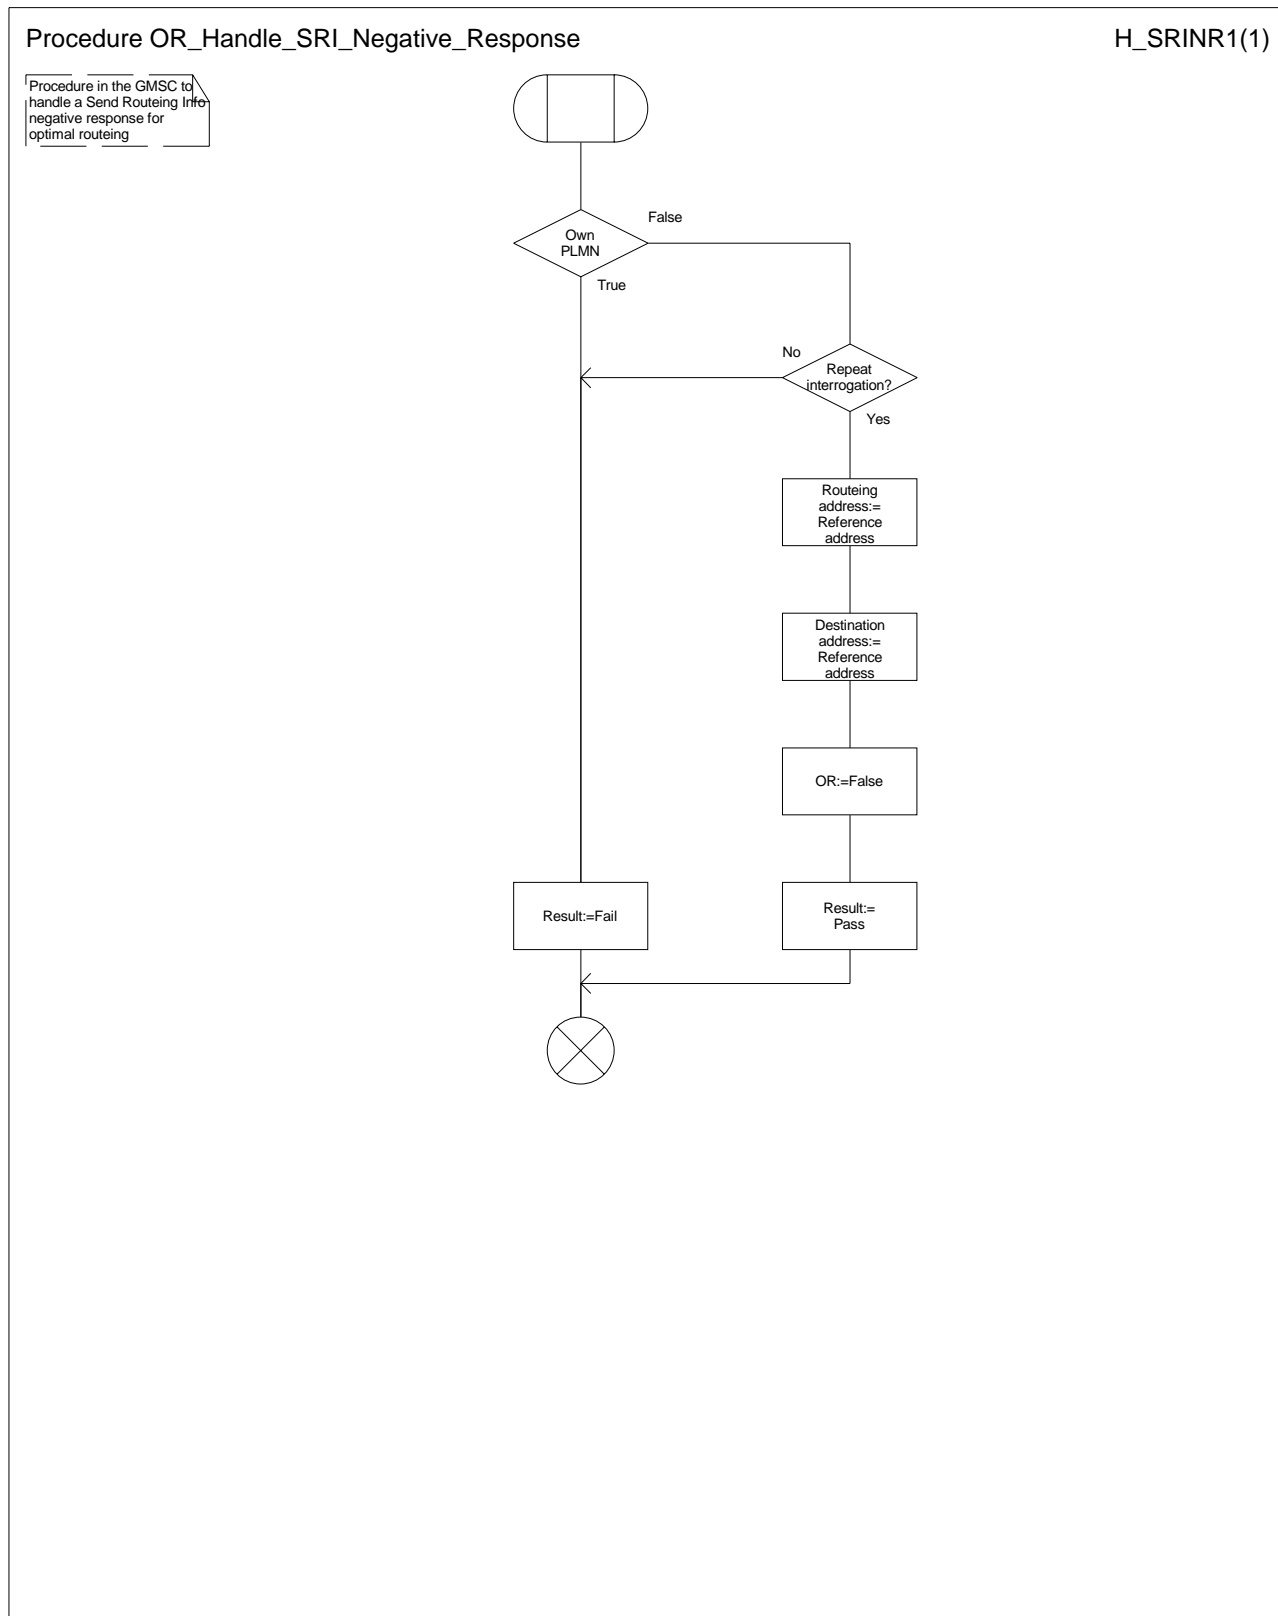 Procedure OR_Handle_SRI_Negative_Response
H_SRINR1(1)
Procedure in the GMSC to
handle a Send Routeing Info
negative response for
optimal routeing
Own
PLMN
False
True
No
Repeat
interrogation?
Yes
Routeing
address:=
Reference
address
Destination
address:=
Reference
address
OR:=False
Result:=Fail
Result:=
Pass